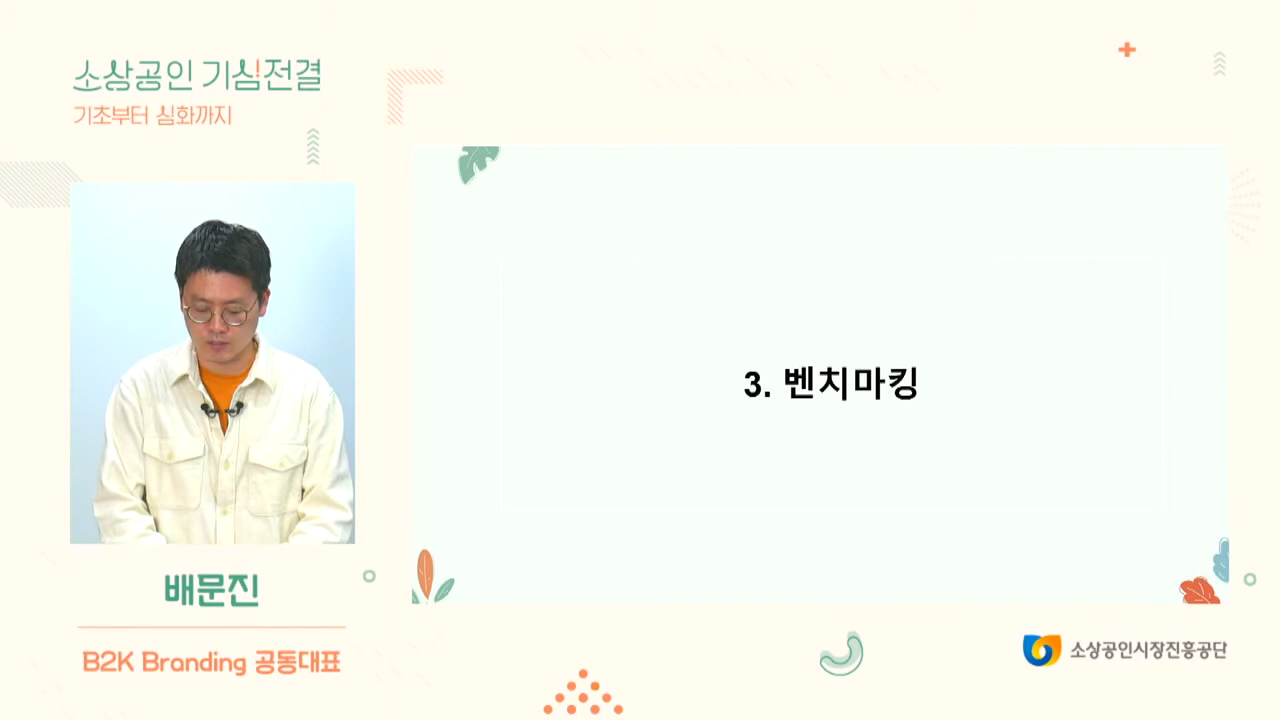 소상공인 기심전결
기초부터 심화까지
3. 벤치마킹
배문진
B2K Branding 공동대표
소상공인시장진흥공단